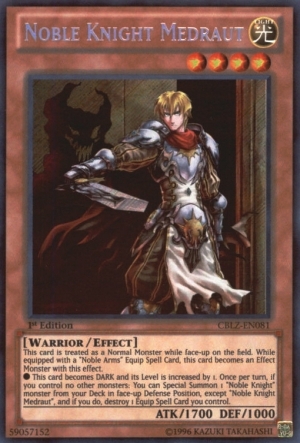 NOBLE KNIGHT MEDRAUT
LIGHT
光
1st Edition
CBLZ-EN081
[WARRIOR/EFFECT]
This card is treated as a Normal Monster while face-up on the field. While
equipped with a "Noble Arms" Equip Spell Card, this card becomes an Effect
Monster with this effect.
● This card becomes DARK and its Level is increased by 1. Once per turn, if
you control no other monsters: You can Special Summon 1 "Noble Knight"
monster from your Deck in face-up Defense Position, except "Noble Knight
Medraut", and if you do, destroy 1 Equip Spell Card you control.
ATK/1700 DEF/1000
59057152
©1996 KAZUKI TAKAHASHI